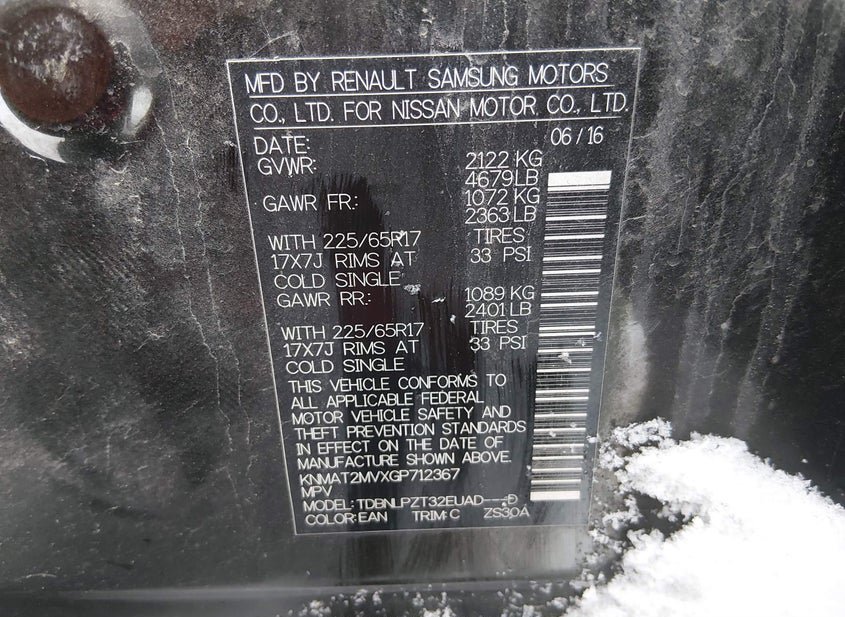 MFD BY RENAULT SAMSUNG MOTORS
CO., LTD. FOR NISSAN MOTOR CO., LTD.
DATE: 06 / 16
GVWR: 2122 KG
4679 LB
GAWR FR: 1072 KG
2363 LB
WITH 225/65R17 TIRES
17X7J RIMS AT 33 PSI
COLD SINGLE
GAWR RR: 1089 KG
2401 LB
WITH 225/65R17 TIRES
17X7J RIMS AT 33 PSI
COLD SINGLE
THIS VEHICLE CONFORMS TO
ALL APPLICABLE FEDERAL
MOTOR VEHICLE SAFETY AND
THEFT PREVENTION STANDARDS
IN EFFECT ON THE DATE OF
MANUFACTURE SHOWN ABOVE.
KNMAT2MVXGP712367
MPV
MODEL: TDBNLPZT32EUAD---D
COLOR: EAN TRIM: C ZS30A